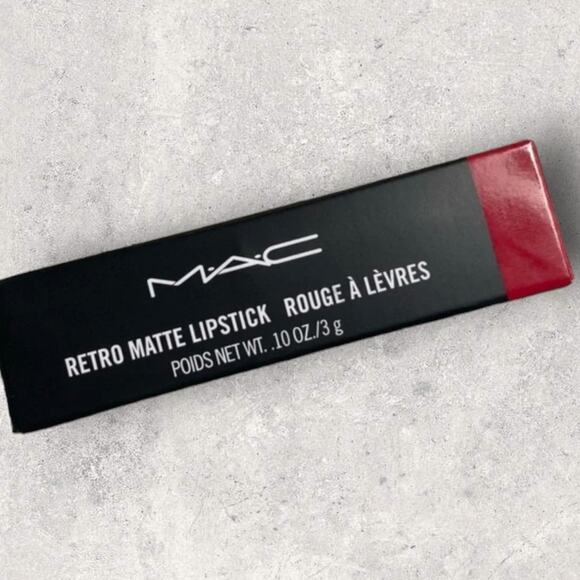 M·A·C
RETRO MATTE LIPSTICK ROUGE À LÈVRES
POIDS NET WT. .10 OZ./3 g